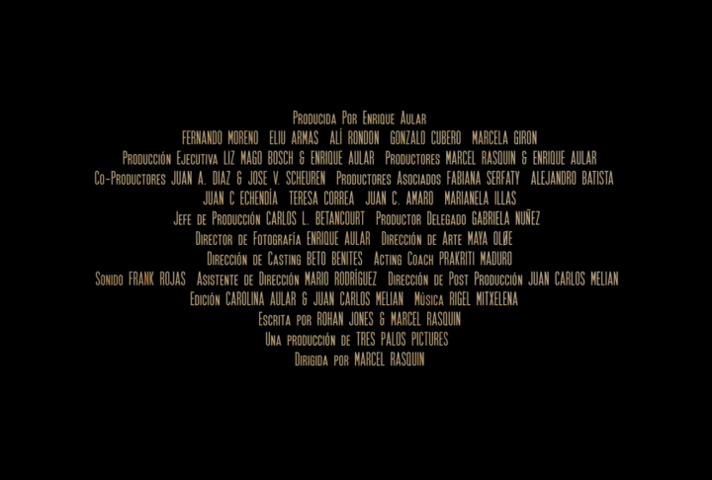 Producida Por Enrique Aular
FERNANDO MORENO ELIU ARMAS ALÍ RONDON GONZALO CUBERO MARCELA GIRON
Producción Ejecutiva LIZ MAGO BOSCH & ENRIQUE AULAR Productores MARCEL RASQUIN & ENRIQUE AULAR
Co-Productores JUAN A. DIAZ & JOSE V. SCHEUREN Productores Asociados FABIANA SERFATY ALEJANDRO BATISTA
JUAN C ECHENDÍA TERESA CORREA JUAN C. AMARO MARIANELA ILLAS
Jefe de Producción CARLOS L. BETANCOURT Productor Delegado GABRIELA NUÑEZ
Director de Fotografía ENRIQUE AULAR Dirección de Arte MAYA OLØE
Dirección de Casting BETO BENITES Acting Coach PRAKRITI MADURO
Sonido FRANK ROJAS Asistente de Dirección MARIO RODRÍGUEZ Dirección de Post Producción JUAN CARLOS MELIAN
Edición CAROLINA AULAR & JUAN CARLOS MELIAN Música RIGEL MITXELENA
Escrita por ROHAN JONES & MARCEL RASQUIN
Una producción de TRES PALOS PICTURES
Dirigida por MARCEL RASQUIN